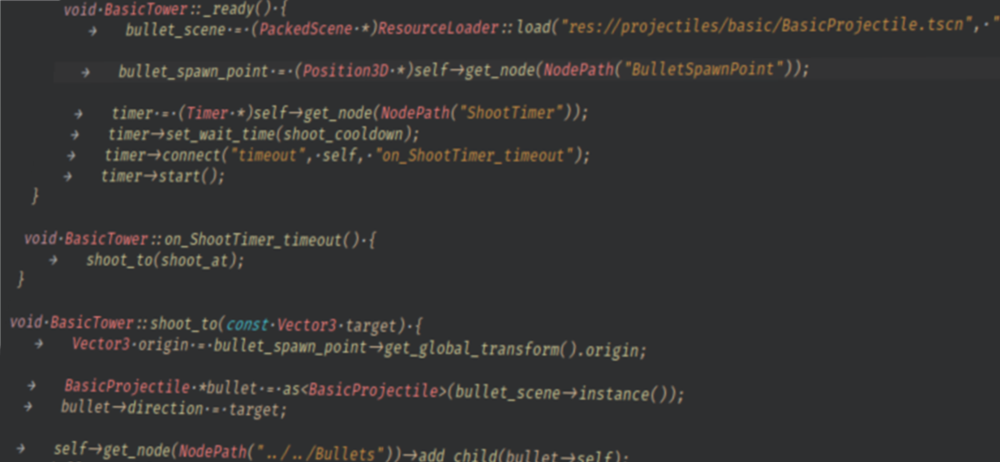 void BasicTower::_ready() {
bullet_scene = (PackedScene *)ResourceLoader::load("res://projectiles/basic/BasicProjectile.tscn", "
bullet_spawn_point = (Position3D *)self->get_node(NodePath("BulletSpawnPoint"));
timer = (Timer *)self->get_node(NodePath("ShootTimer"));
timer->set_wait_time(shoot_cooldown);
timer->connect("timeout", self, "on_ShootTimer_timeout");
timer->start();
}
void BasicTower::on_ShootTimer_timeout() {
shoot_to(shoot_at);
}
void BasicTower::shoot_to(const Vector3 target) {
Vector3 origin = bullet_spawn_point->get_global_transform().origin;
BasicProjectile *bullet = as<BasicProjectile>(bullet_scene->instance());
bullet->direction = target;
self->get_node(NodePath("../../Bullets"))->add_child(bullet->self);